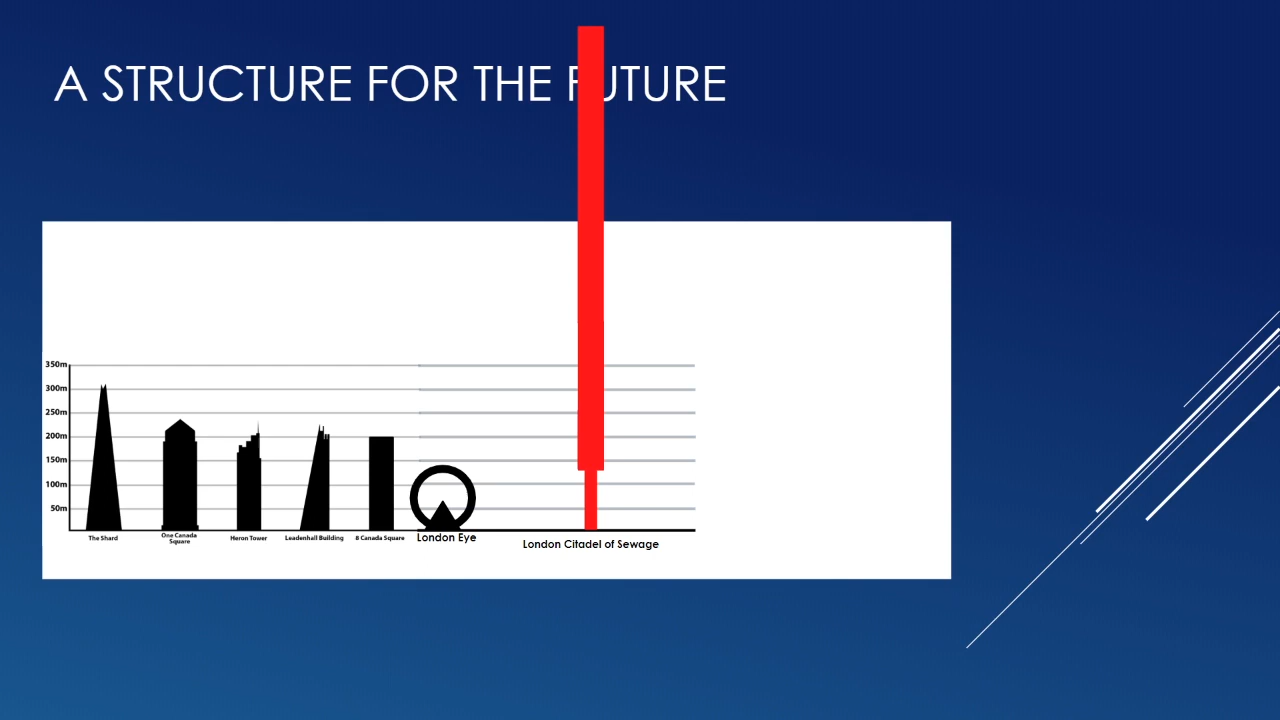 A STRUCTURE FOR THE FUTURE
350m
300m
250m
200m
150m
100m
50m
The Shard
One Canada
Square
Heron Tower
Leadenhall Building
8 Canada Square
London Eye
London Citadel of Sewage